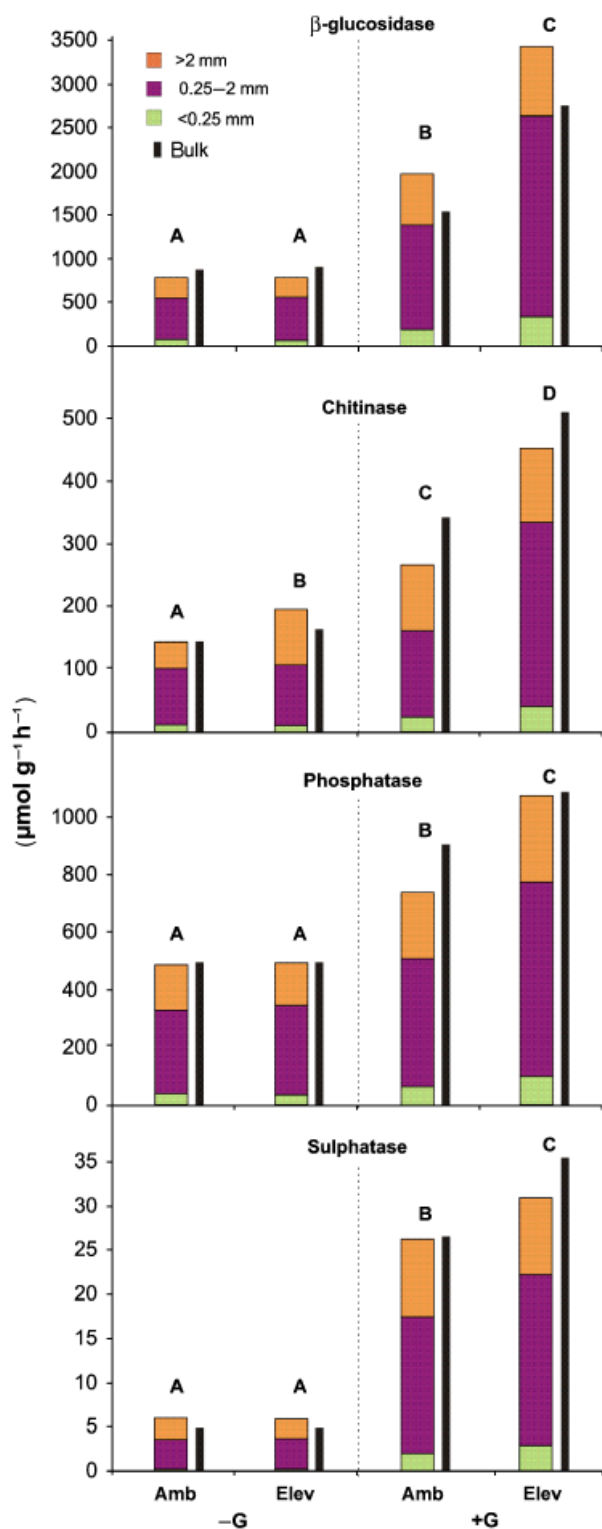 β-glucosidase
>2 mm
0.25–2 mm
<0.25 mm
Bulk
3500
3000
2500
2000
1500
1000
500
0
A
A
B
C
Chitinase
500
400
300
200
100
0
A
B
C
D
Phosphatase
1000
800
600
400
200
0
A
A
B
C
Sulphatase
35
30
25
20
15
10
5
0
A
A
B
C
(µmol g⁻¹ h⁻¹)
Amb Elev Amb Elev
–G +G